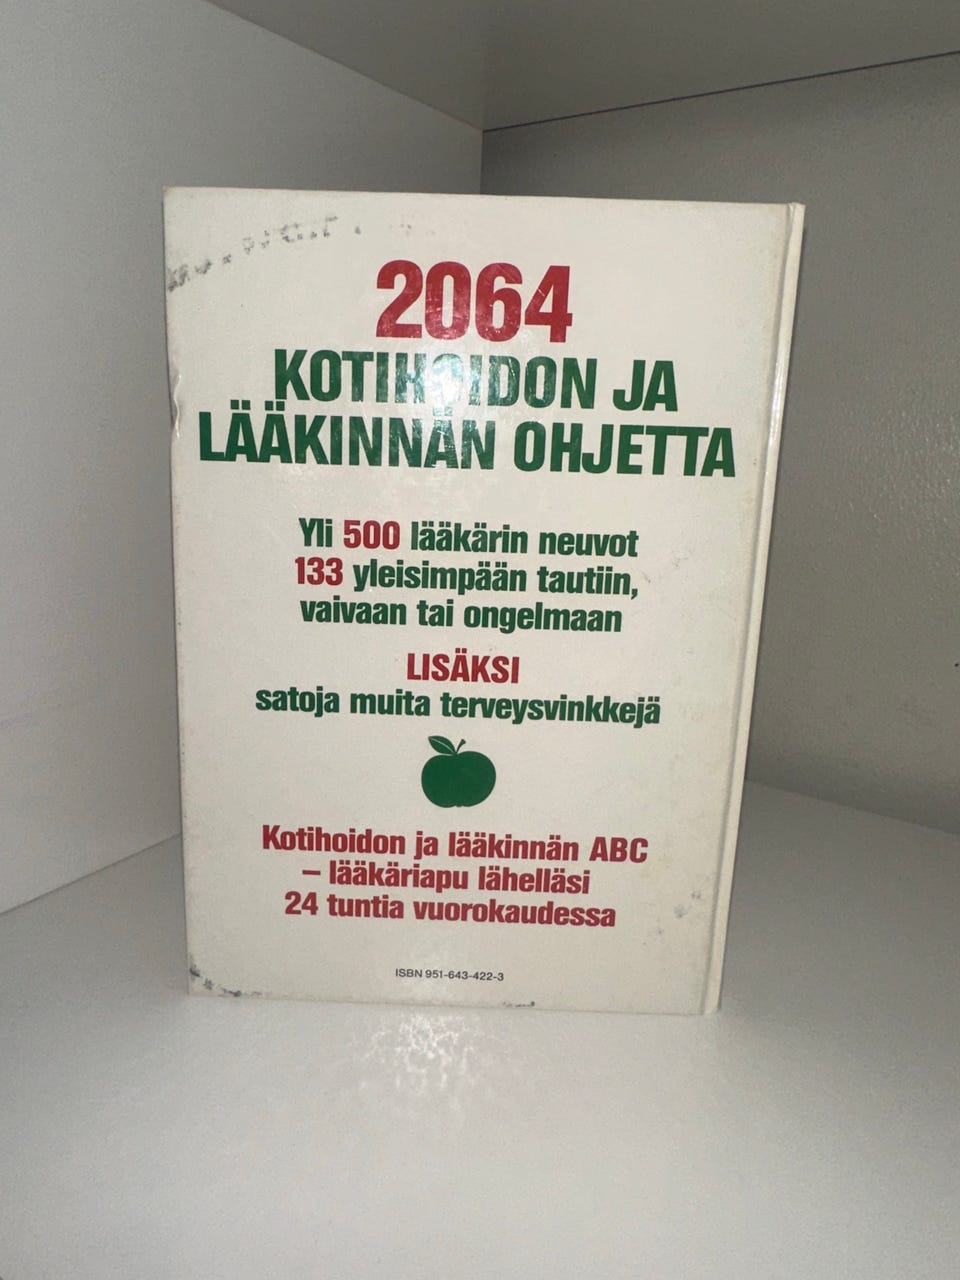 2064
KOTIHOIDON JA
LÄÄKINNÄN OHJETTA
Yli 500 lääkärin neuvot
133 yleisimpään tautiin,
vaivaan tai ongelmaan
LISÄKSI
satoja muita terveysvinkkejä
Kotihoidon ja lääkinnän ABC
– lääkäriapu lähelläsi
24 tuntia vuorokaudessa
ISBN 951-643-422-3